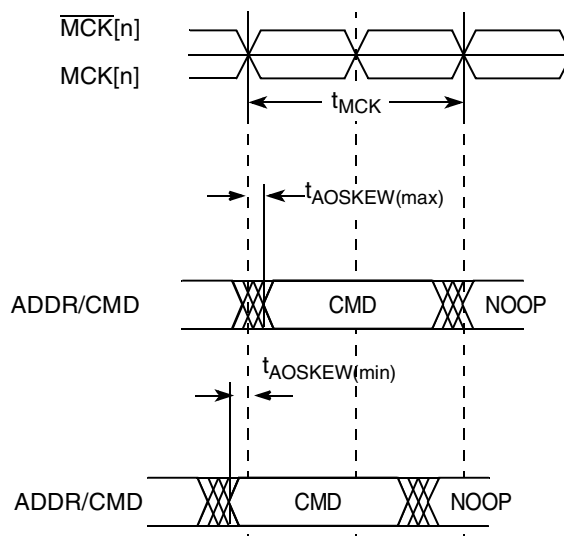 MCK[n]
MCK[n]
tMCK
tAOSKEW(max)
ADDR/CMD CMD NOOP
tAOSKEW(min)
ADDR/CMD CMD NOOP